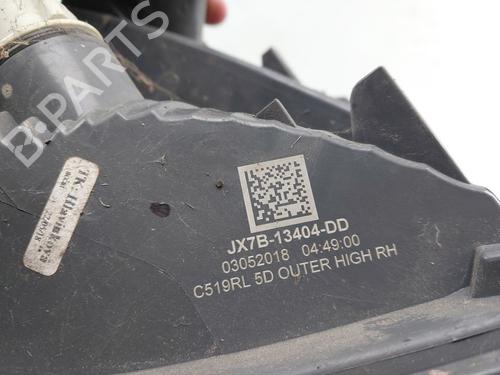 B-PARTS
JX7B-13404-DD
03052018 04:49:00
C519RL 5D OUTER HIGH RH